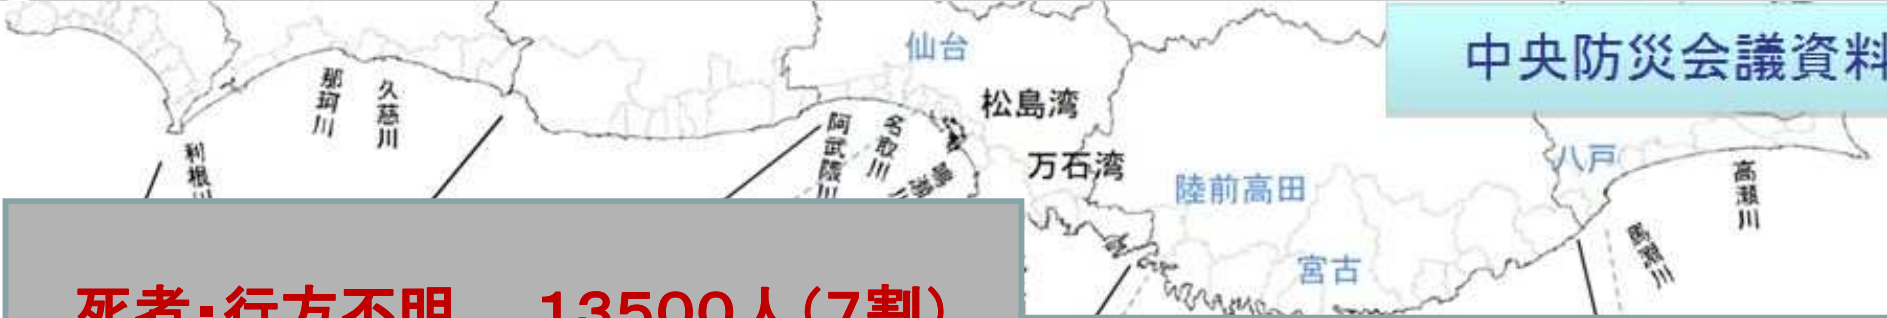 中央防災会議資料
仙台
松島湾
万石湾
陸前高田
宮古
八戸
高瀬川
馬淵川
那珂川
久慈川
利根川
阿武隈川
名取川
死者・行方不明 13500人(7割)